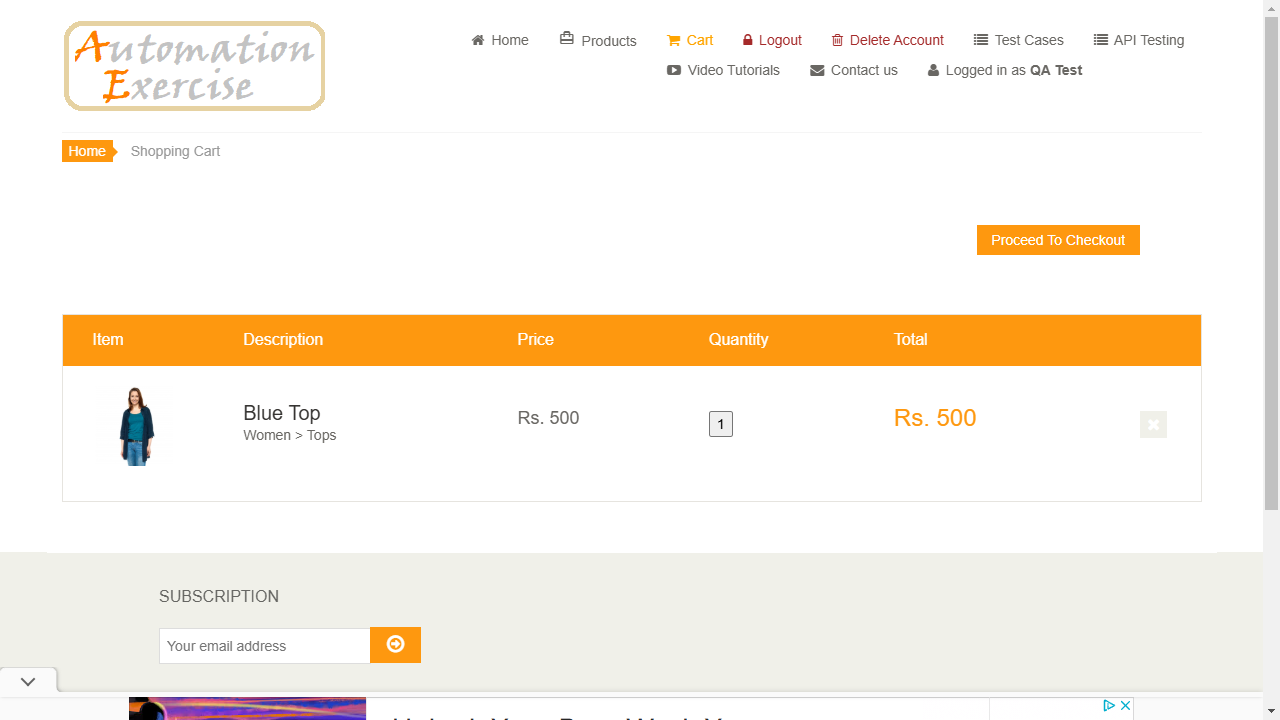 Automation
Exercise
Home Products Cart Logout Delete Account Test Cases API Testing
Video Tutorials Contact us Logged in as QA Test
Home Shopping Cart
Proceed To Checkout
Item Description Price Quantity Total
Blue Top
Women > Tops
Rs. 500
1
Rs. 500
SUBSCRIPTION
Your email address